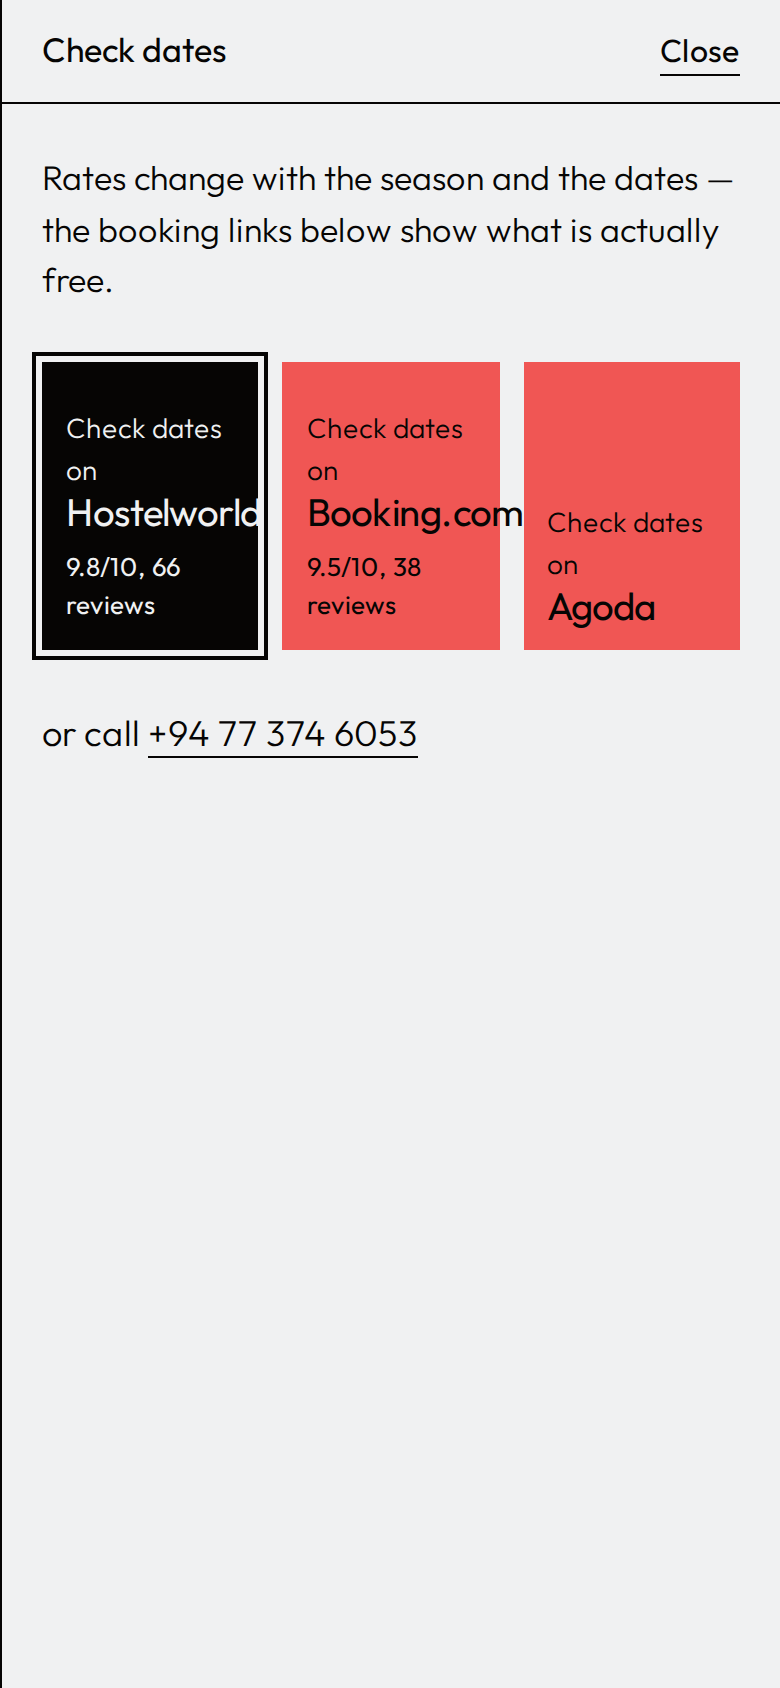 Check dates
Close
Rates change with the season and the dates —
the booking links below show what is actually
free.
Check dates
on
Hostelworld
9.8/10, 66
reviews
Check dates
on
Booking.com
9.5/10, 38
reviews
Check dates
on
Agoda
or call +94 77 374 6053